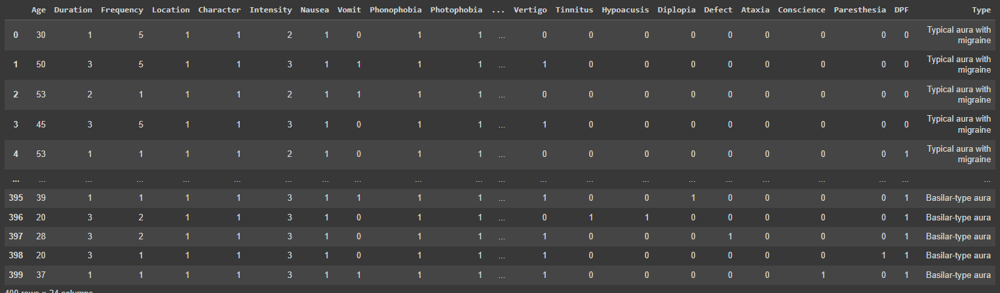 Age Duration Frequency Location Character Intensity Nausea Vomit Phonophobia Photophobia ... Vertigo Tinnitus Hypoacusis Diplopia Defect Ataxia Conscience Paresthesia DPF Type
0 30 1 5 1 1 2 1 0 1 1 ... 0 0 0 0 0 0 0 0 0 Typical aura with
migraine
1 50 3 5 1 1 3 1 1 1 1 ... 1 0 0 0 0 0 0 0 0 Typical aura with
migraine
2 53 2 1 1 1 2 1 1 1 1 ... 0 0 0 0 0 0 0 0 0 Typical aura with
migraine
3 45 3 5 1 1 3 1 0 1 1 ... 1 0 0 0 0 0 0 0 0 Typical aura with
migraine
4 53 1 1 1 1 2 1 0 1 1 ... 0 0 0 0 0 0 0 0 1 Typical aura with
migraine
... ... ... ... ... ... ... ... ... ... ... ... ... ... ... ... ... ... ... ... ... ...
395 39 1 1 1 1 3 1 1 1 1 ... 1 0 0 1 0 0 0 0 1 Basilar-type aura
396 20 3 2 1 1 3 1 0 1 1 ... 0 1 1 0 0 0 0 0 1 Basilar-type aura
397 28 3 2 1 1 3 1 0 1 1 ... 1 0 0 0 1 0 0 0 1 Basilar-type aura
398 20 3 1 1 1 3 1 0 1 1 ... 1 0 0 0 0 0 0 1 1 Basilar-type aura
399 37 1 1 1 1 3 1 1 1 1 ... 1 0 0 0 0 0 1 0 1 Basilar-type aura
400 rows × 24 columns